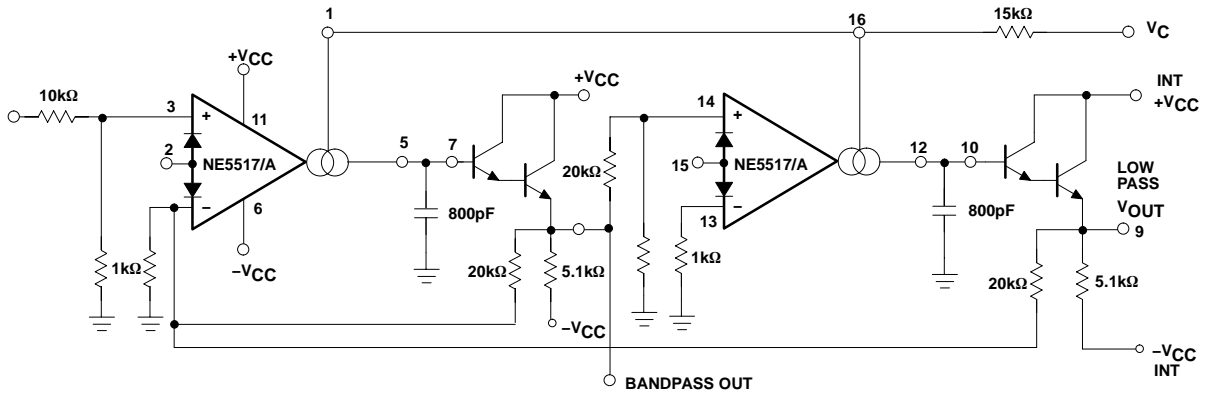 1
16
15kΩ
VC
+VCC
+VCC
INT
+VCC
10kΩ
3
11
+
2
NE5517/A
5
7
–
6
–VCC
1kΩ
800pF
20kΩ
5.1kΩ
–VCC
20kΩ
14
+
15
NE5517/A
–
13
1kΩ
12
10
800pF
LOW
PASS
VOUT
9
20kΩ
5.1kΩ
–VCC
INT
BANDPASS OUT